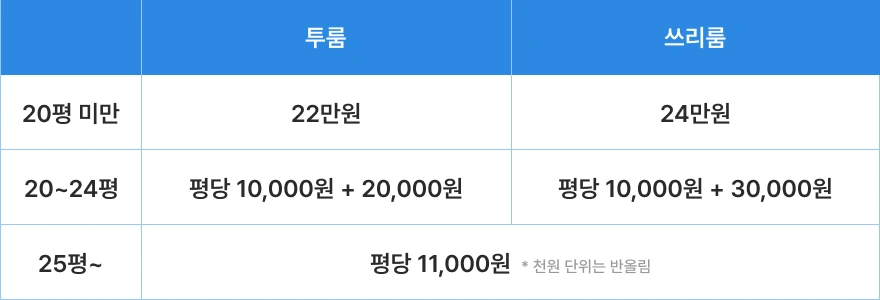 투룸 쓰리룸
20평 미만 22만원 24만원
20~24평 평당 10,000원 + 20,000원 평당 10,000원 + 30,000원
25평~ 평당 11,000원 * 천원 단위는 반올림